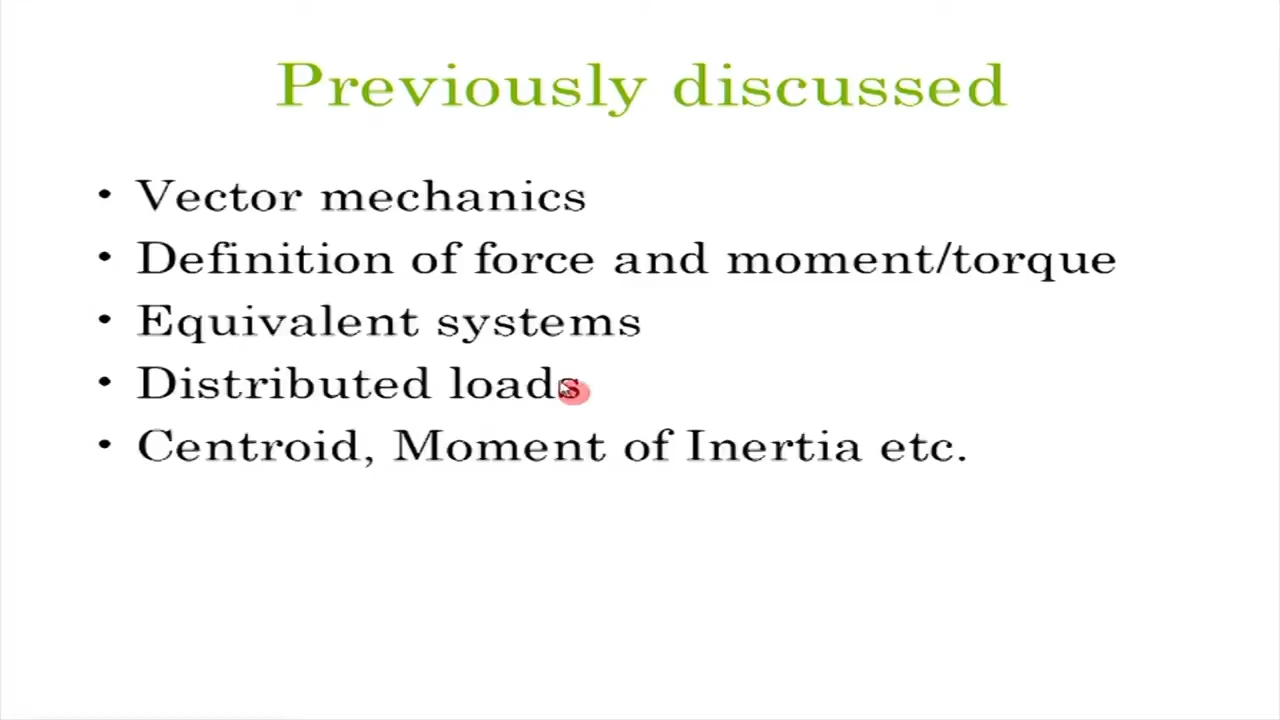 Previously discussed
• Vector mechanics
• Definition of force and moment/torque
• Equivalent systems
• Distributed loads
• Centroid, Moment of Inertia etc.